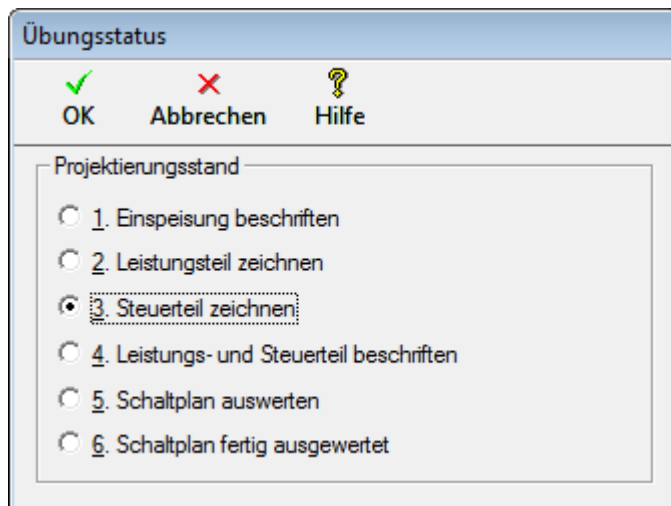 Übungsstatus
OK Abbrechen Hilfe
Projektierungsstand
1. Einspeisung beschriften
2. Leistungsteil zeichnen
3. Steuerteil zeichnen
4. Leistungs- und Steuerteil beschriften
5. Schaltplan auswerten
6. Schaltplan fertig ausgewertet